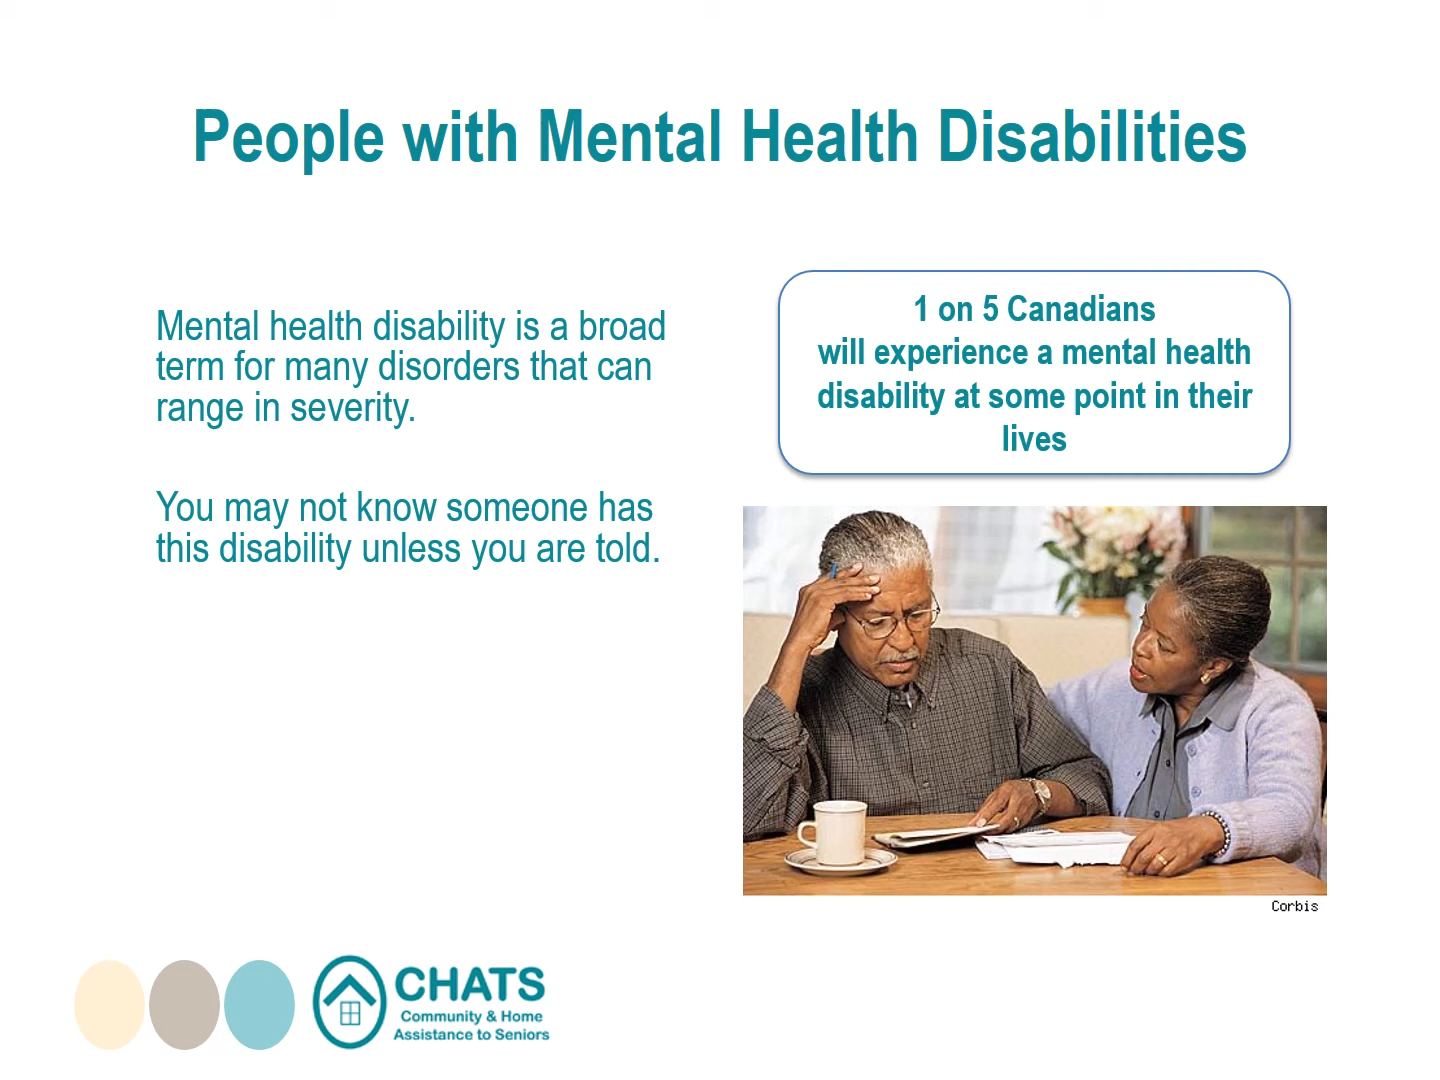 People with Mental Health Disabilities
Mental health disability is a broad
term for many disorders that can
range in severity.
You may not know someone has
this disability unless you are told.
1 on 5 Canadians
will experience a mental health
disability at some point in their
lives
Corbis
CHATS
Community & Home
Assistance to Seniors